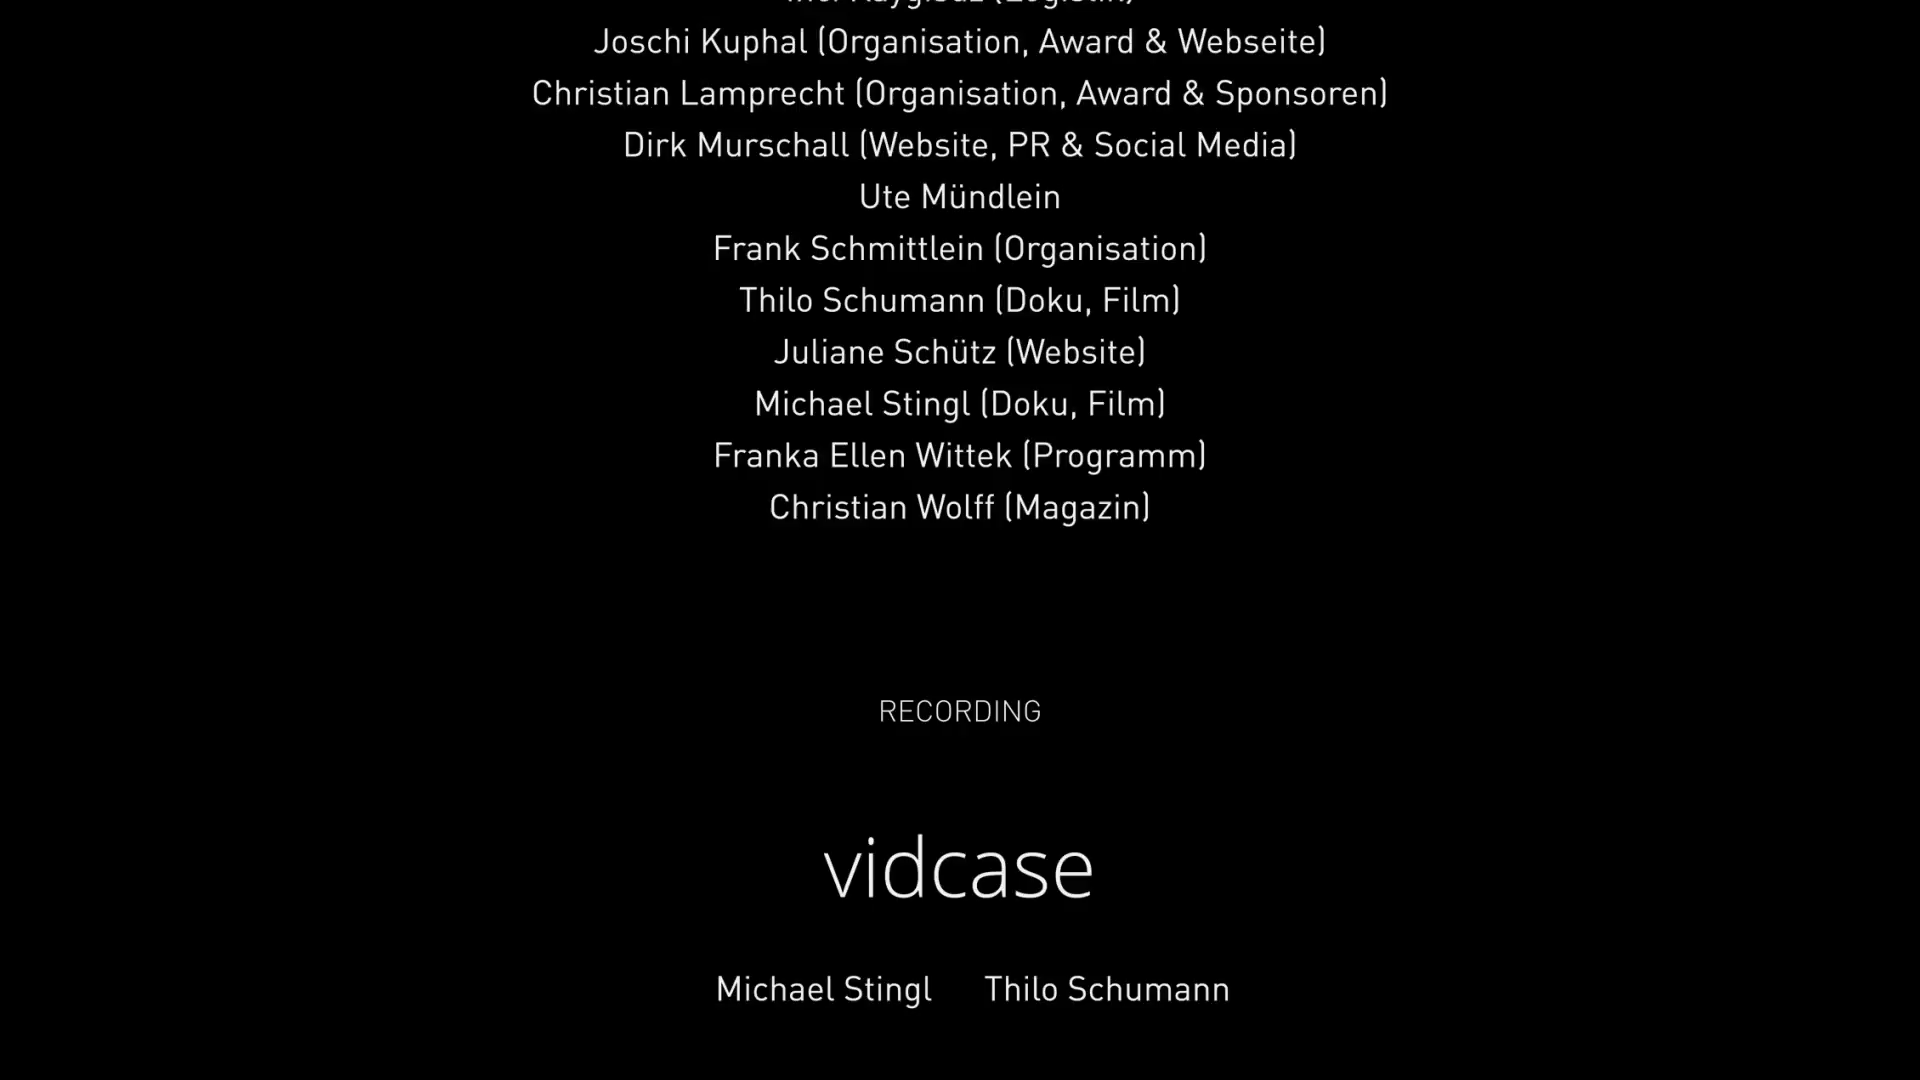 Joschi Kuphal (Organisation, Award & Webseite)
Christian Lamprecht (Organisation, Award & Sponsoren)
Dirk Murschall (Website, PR & Social Media)
Ute Mündlein
Frank Schmittlein (Organisation)
Thilo Schumann (Doku, Film)
Juliane Schütz (Website)
Michael Stingl (Doku, Film)
Franka Ellen Wittek (Programm)
Christian Wolff (Magazin)
RECORDING
vidcase
Michael Stingl Thilo Schumann